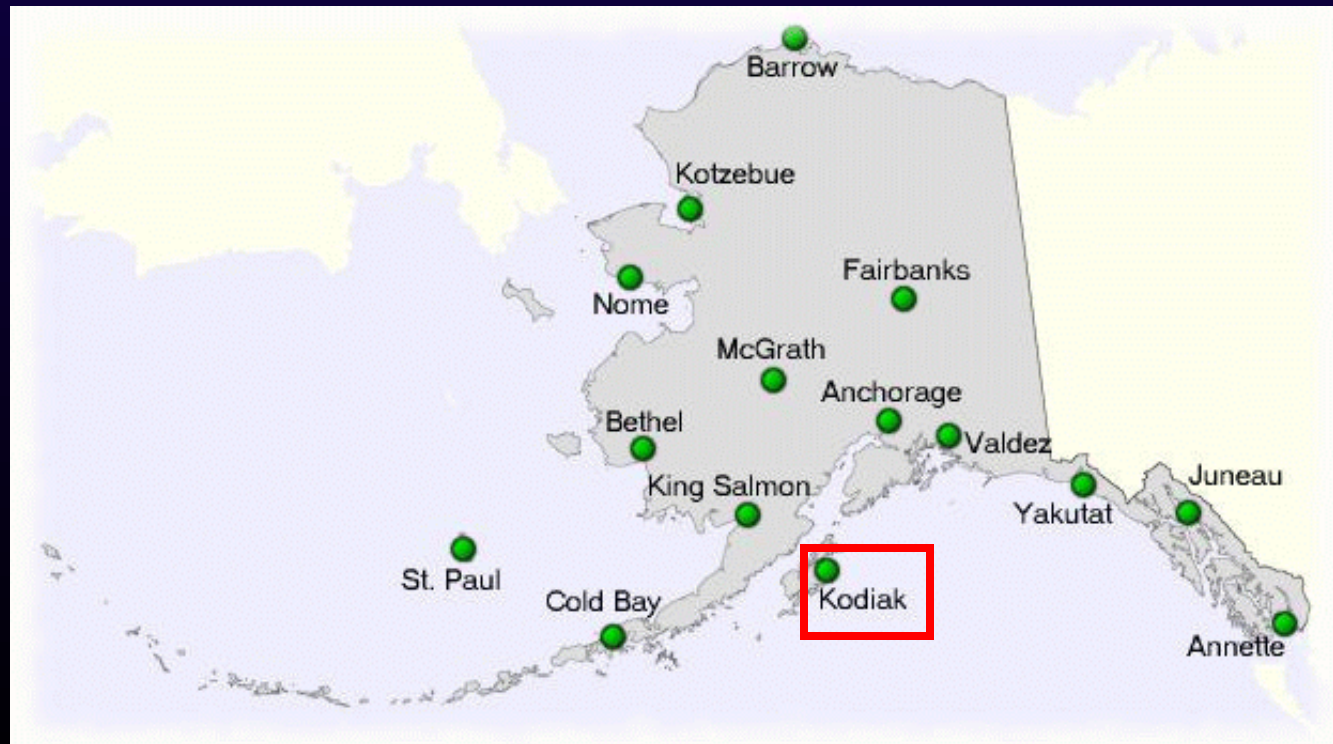 Barrow
Kotzebue
Fairbanks
Nome
McGrath
Anchorage
Bethel
Valdez
King Salmon
Juneau
Yakutat
St. Paul
Cold Bay
Kodiak
Annette